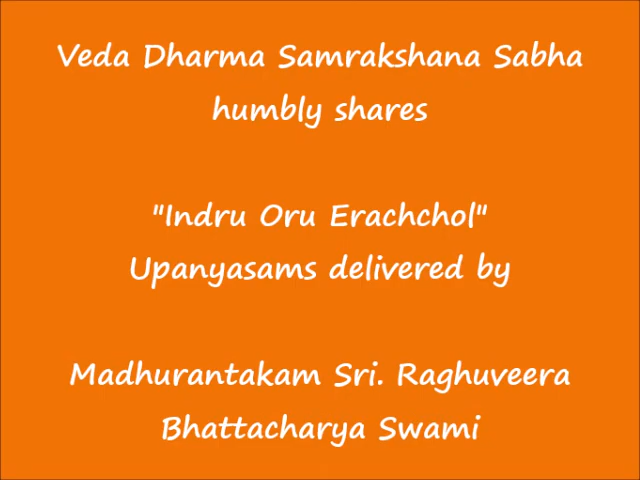 Veda Dharma Samrakshana Sabha
humbly shares
"Indru Oru Erachchol"
Upanyasams delivered by
Madhurantakam Sri. Raghuveera
Bhattacharya Swami